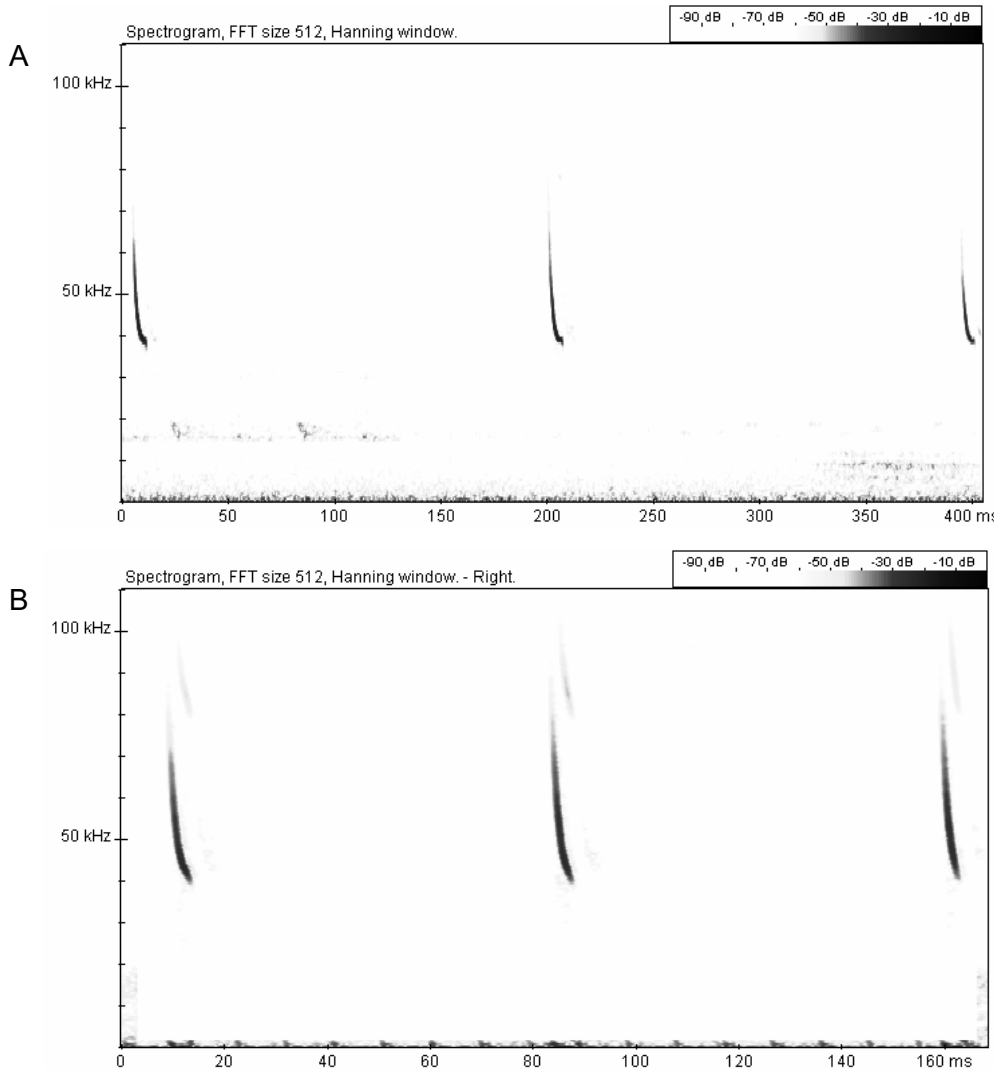 -90 dB -70 dB -50 dB -30 dB -10 dB
Spectrogram, FFT size 512, Hanning window.
A
100 kHz
50 kHz
0 50 100 150 200 250 300 350 400 ms
-90 dB -70 dB -50 dB -30 dB -10 dB
Spectrogram, FFT size 512, Hanning window. - Right.
B
100 kHz
50 kHz
0 20 40 60 80 100 120 140 160 ms